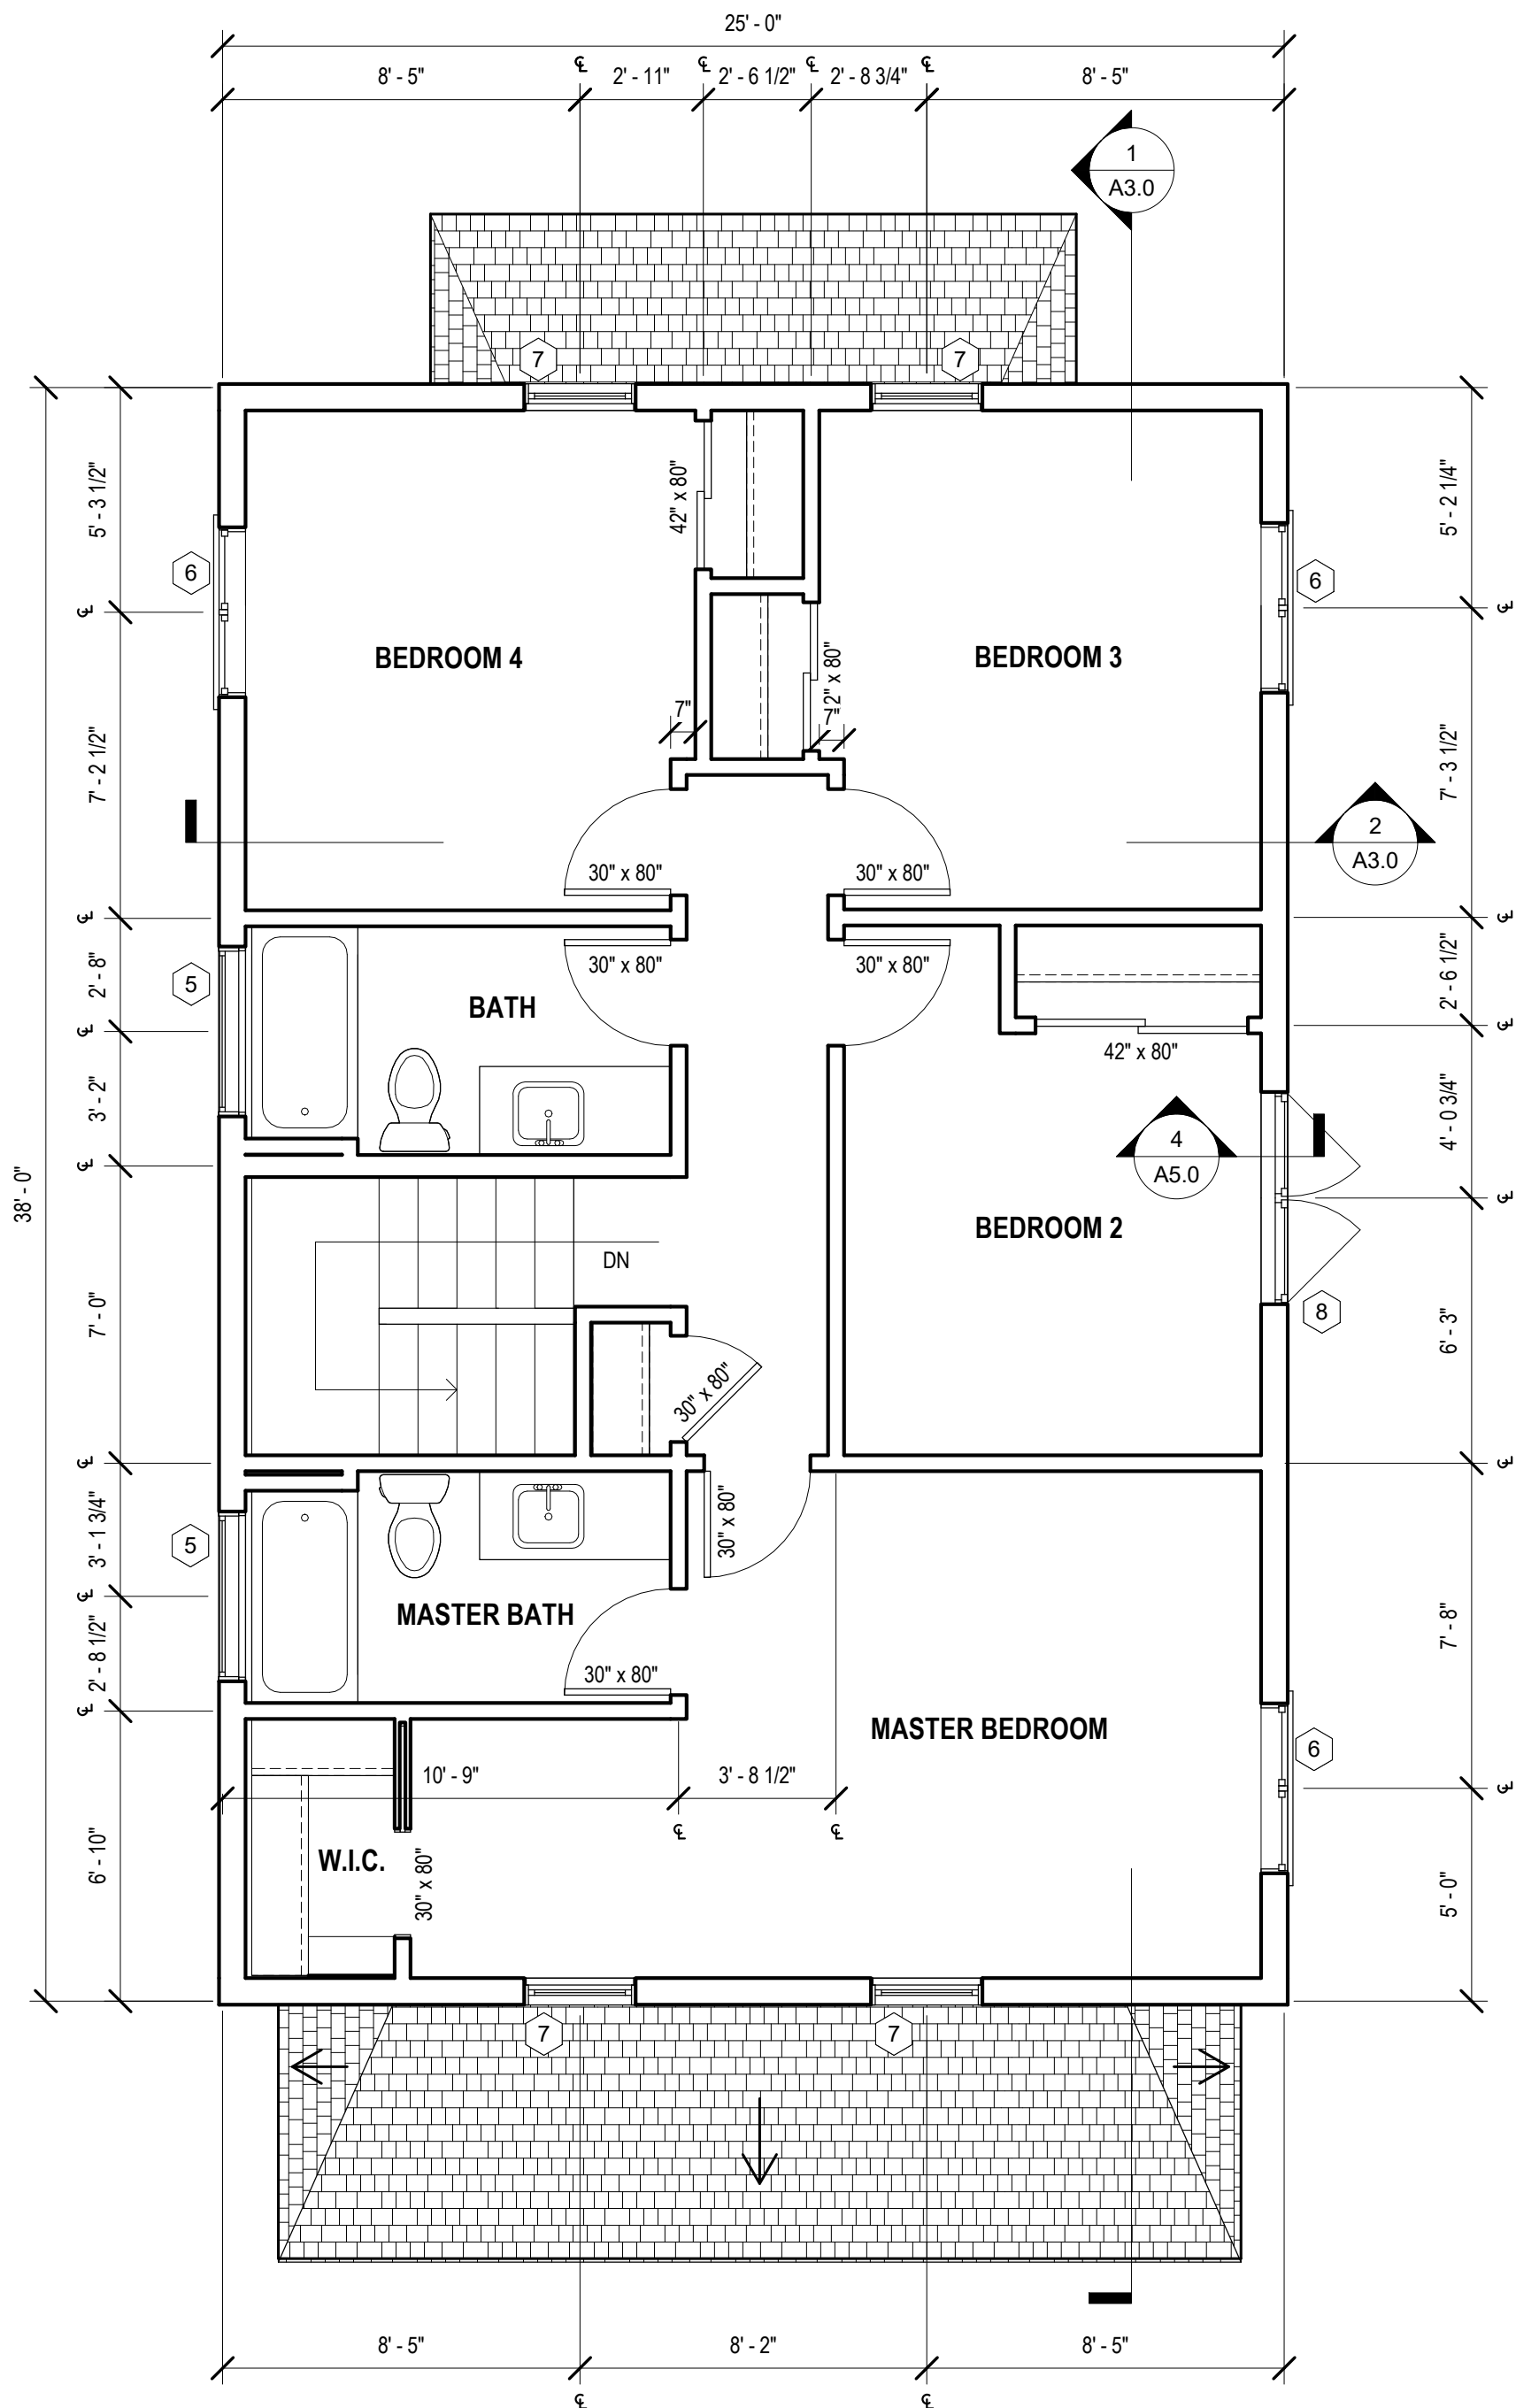 25' - 0"
8' - 5"
℄
2' - 11"
℄
2' - 6 1/2"
℄
2' - 8 3/4"
℄
8' - 5"
1
A3.0
7
7
5' - 3 1/2"
42" x 80"
5' - 2 1/4"
6
6
℄
℄
BEDROOM 4
BEDROOM 3
2" x 80"
7"
7"
7' - 2 1/2"
7' - 3 1/2"
2
A3.0
30" x 80"
30" x 80"
℄
℄
30" x 80"
30" x 80"
2' - 8"
5
BATH
2' - 6 1/2"
℄
℄
42" x 80"
3' - 2"
4' - 0 3/4"
4
A5.0
℄
38' - 0"
℄
BEDROOM 2
DN
7' - 0"
8
6' - 3"
30" x 80"
℄
℄
3' - 1 3/4"
5
30" x 80"
℄
MASTER BATH
7' - 8"
2' - 8 1/2"
30" x 80"
℄
MASTER BEDROOM
6
10' - 9"
3' - 8 1/2"
℄
℄
℄
6' - 10"
W.I.C.
30" x 80"
5' - 0"
7
7
8' - 5"
8' - 2"
8' - 5"
℄
℄